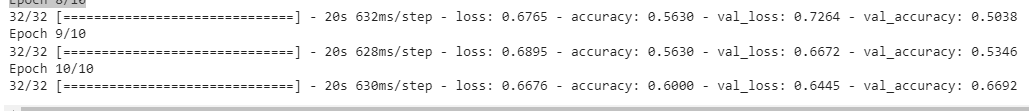 Epoch 8/10
32/32 [==============================] - 20s 632ms/step - loss: 0.6765 - accuracy: 0.5630 - val_loss: 0.7264 - val_accuracy: 0.5038
Epoch 9/10
32/32 [==============================] - 20s 628ms/step - loss: 0.6895 - accuracy: 0.5630 - val_loss: 0.6672 - val_accuracy: 0.5346
Epoch 10/10
32/32 [==============================] - 20s 630ms/step - loss: 0.6676 - accuracy: 0.6000 - val_loss: 0.6445 - val_accuracy: 0.6692